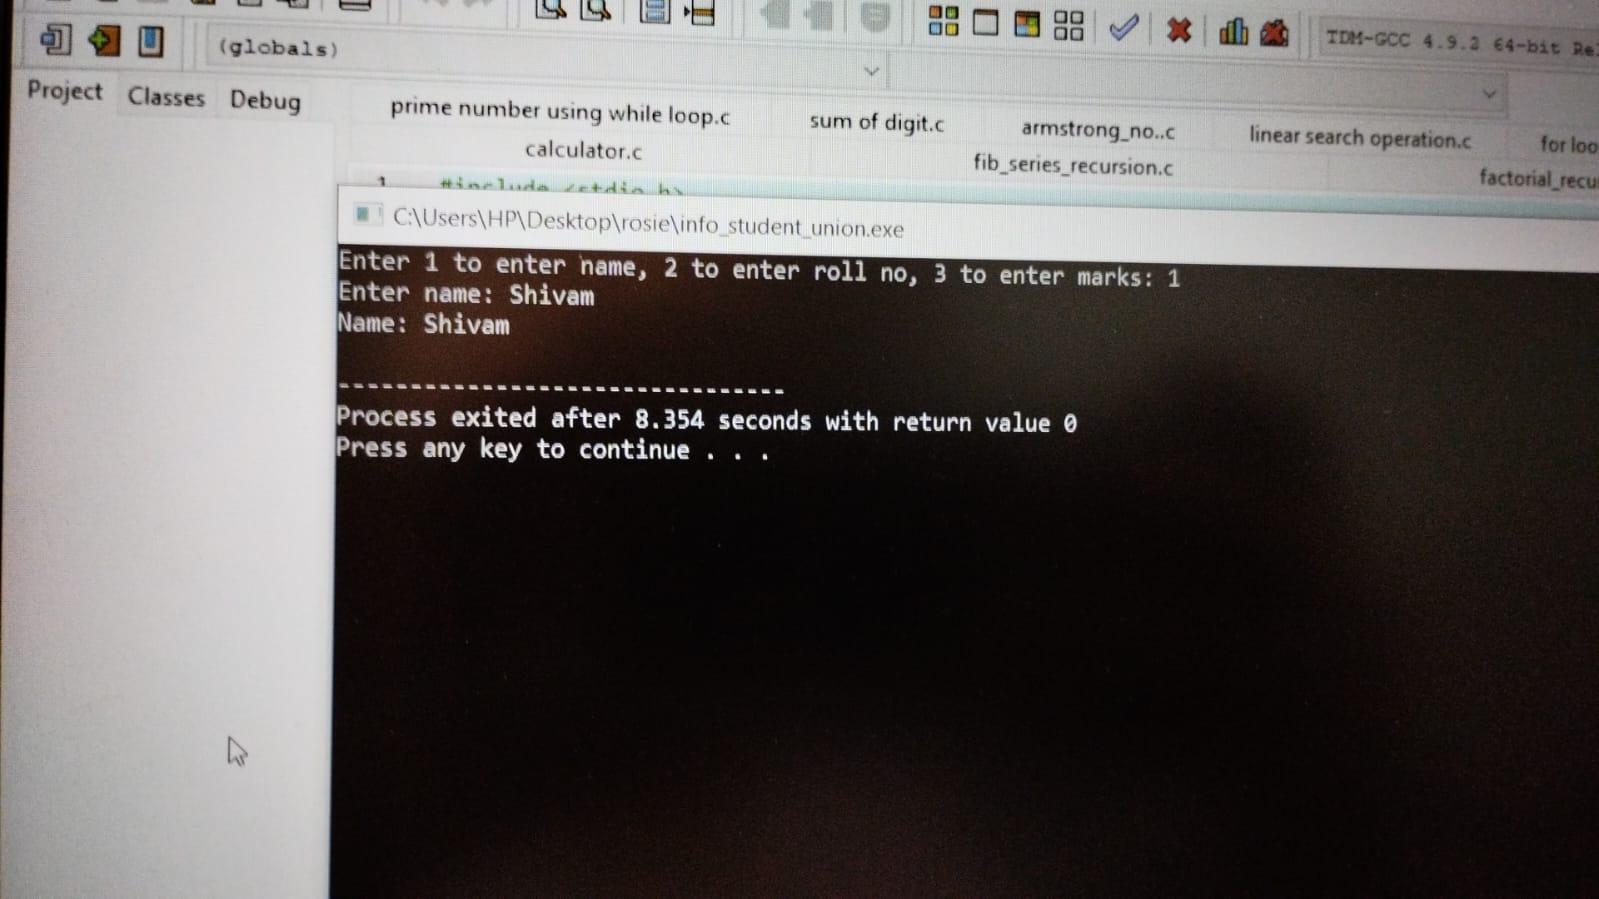 (globals)
TDM-GCC 4.9.2 64-bit Rel
Project Classes Debug
prime number using while loop.c sum of digit.c armstrong_no..c linear search operation.c for loo
calculator.c fib_series_recursion.c factorial_recu
1 #include <stdio.h>
C:\Users\HP\Desktop\rosie\info_student_union.exe
Enter 1 to enter name, 2 to enter roll no, 3 to enter marks: 1
Enter name: Shivam
Name: Shivam
--------------------------------
Process exited after 8.354 seconds with return value 0
Press any key to continue . . .